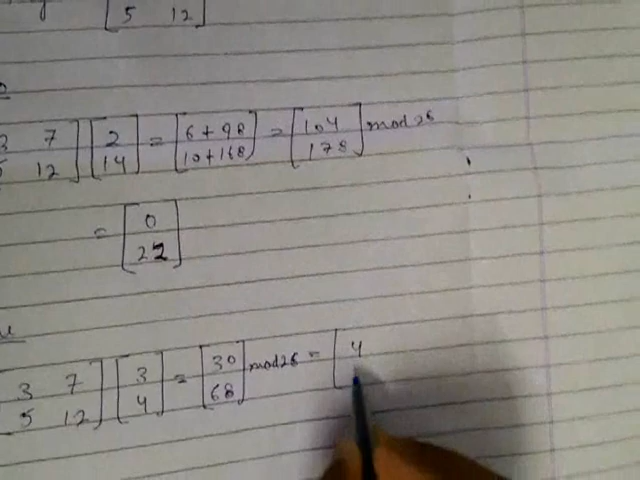 5 12
3 7 2 = 6 + 98 = 104 mod 26
5 12 14 10 + 168 178
= 0
22
3 7 3 = 30 mod 26 = 4
5 12 4 68